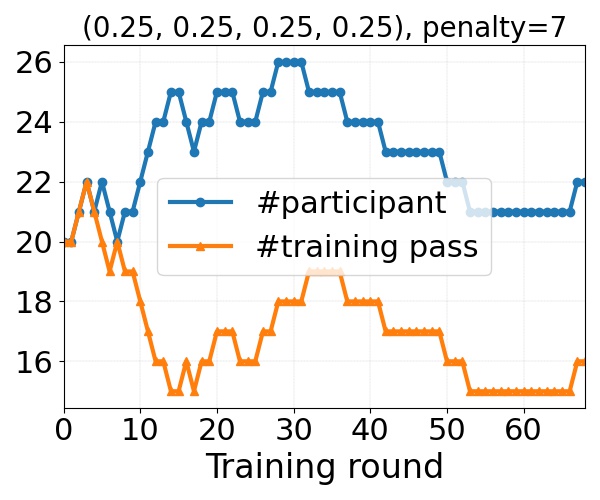 (0.25, 0.25, 0.25, 0.25), penalty=7
26
24
22
20
18
16
#participant
#training pass
0 10 20 30 40 50 60
Training round